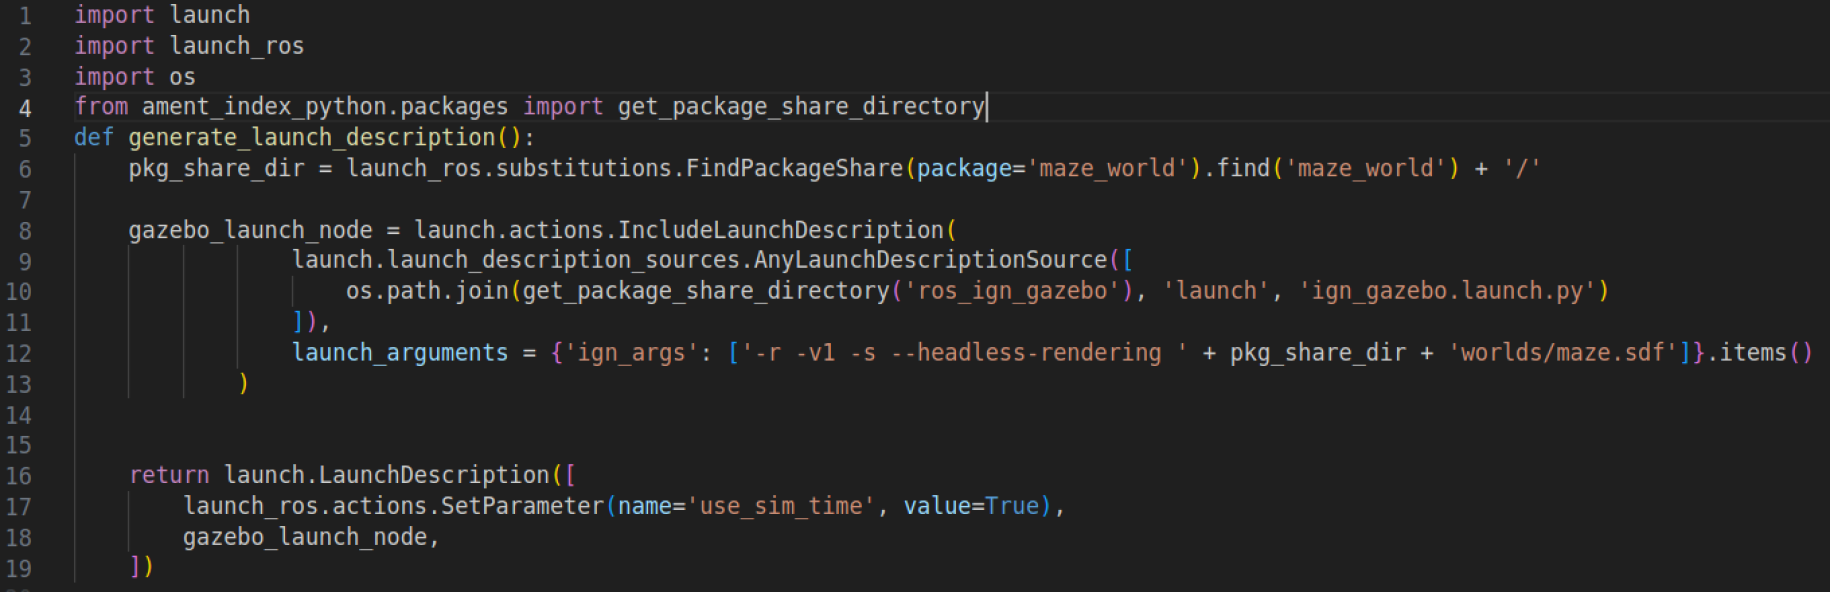 1 import launch
2 import launch_ros
3 import os
4 from ament_index_python.packages import get_package_share_directory
5 def generate_launch_description():
6     pkg_share_dir = launch_ros.substitutions.FindPackageShare(package='maze_world').find('maze_world') + '/'
7
8     gazebo_launch_node = launch.actions.IncludeLaunchDescription(
9                 launch.launch_description_sources.AnyLaunchDescriptionSource([
10                    os.path.join(get_package_share_directory('ros_ign_gazebo'), 'launch', 'ign_gazebo.launch.py')
11                ]),
12                launch_arguments = {'ign_args': ['-r -v1 -s --headless-rendering ' + pkg_share_dir + 'worlds/maze.sdf']}.items()
13            )
14
15
16    return launch.LaunchDescription([
17        launch_ros.actions.SetParameter(name='use_sim_time', value=True),
18        gazebo_launch_node,
19    ])